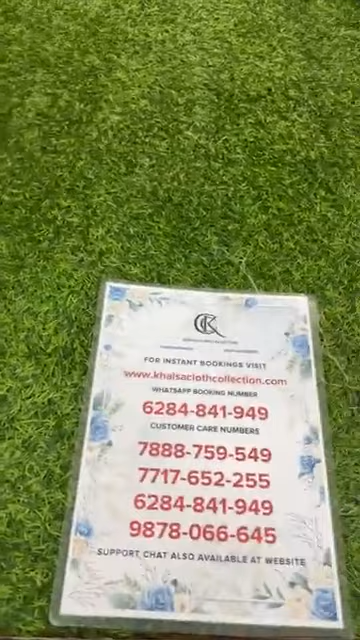 FOR INSTANT BOOKINGS VISIT
www.khalsaclothcollection.com
WHATSAPP BOOKING NUMBER
6284-841-949
CUSTOMER CARE NUMBERS
7888-759-549
7717-652-255
6284-841-949
9878-066-645
SUPPORT CHAT ALSO AVAILABLE AT WEBSITE